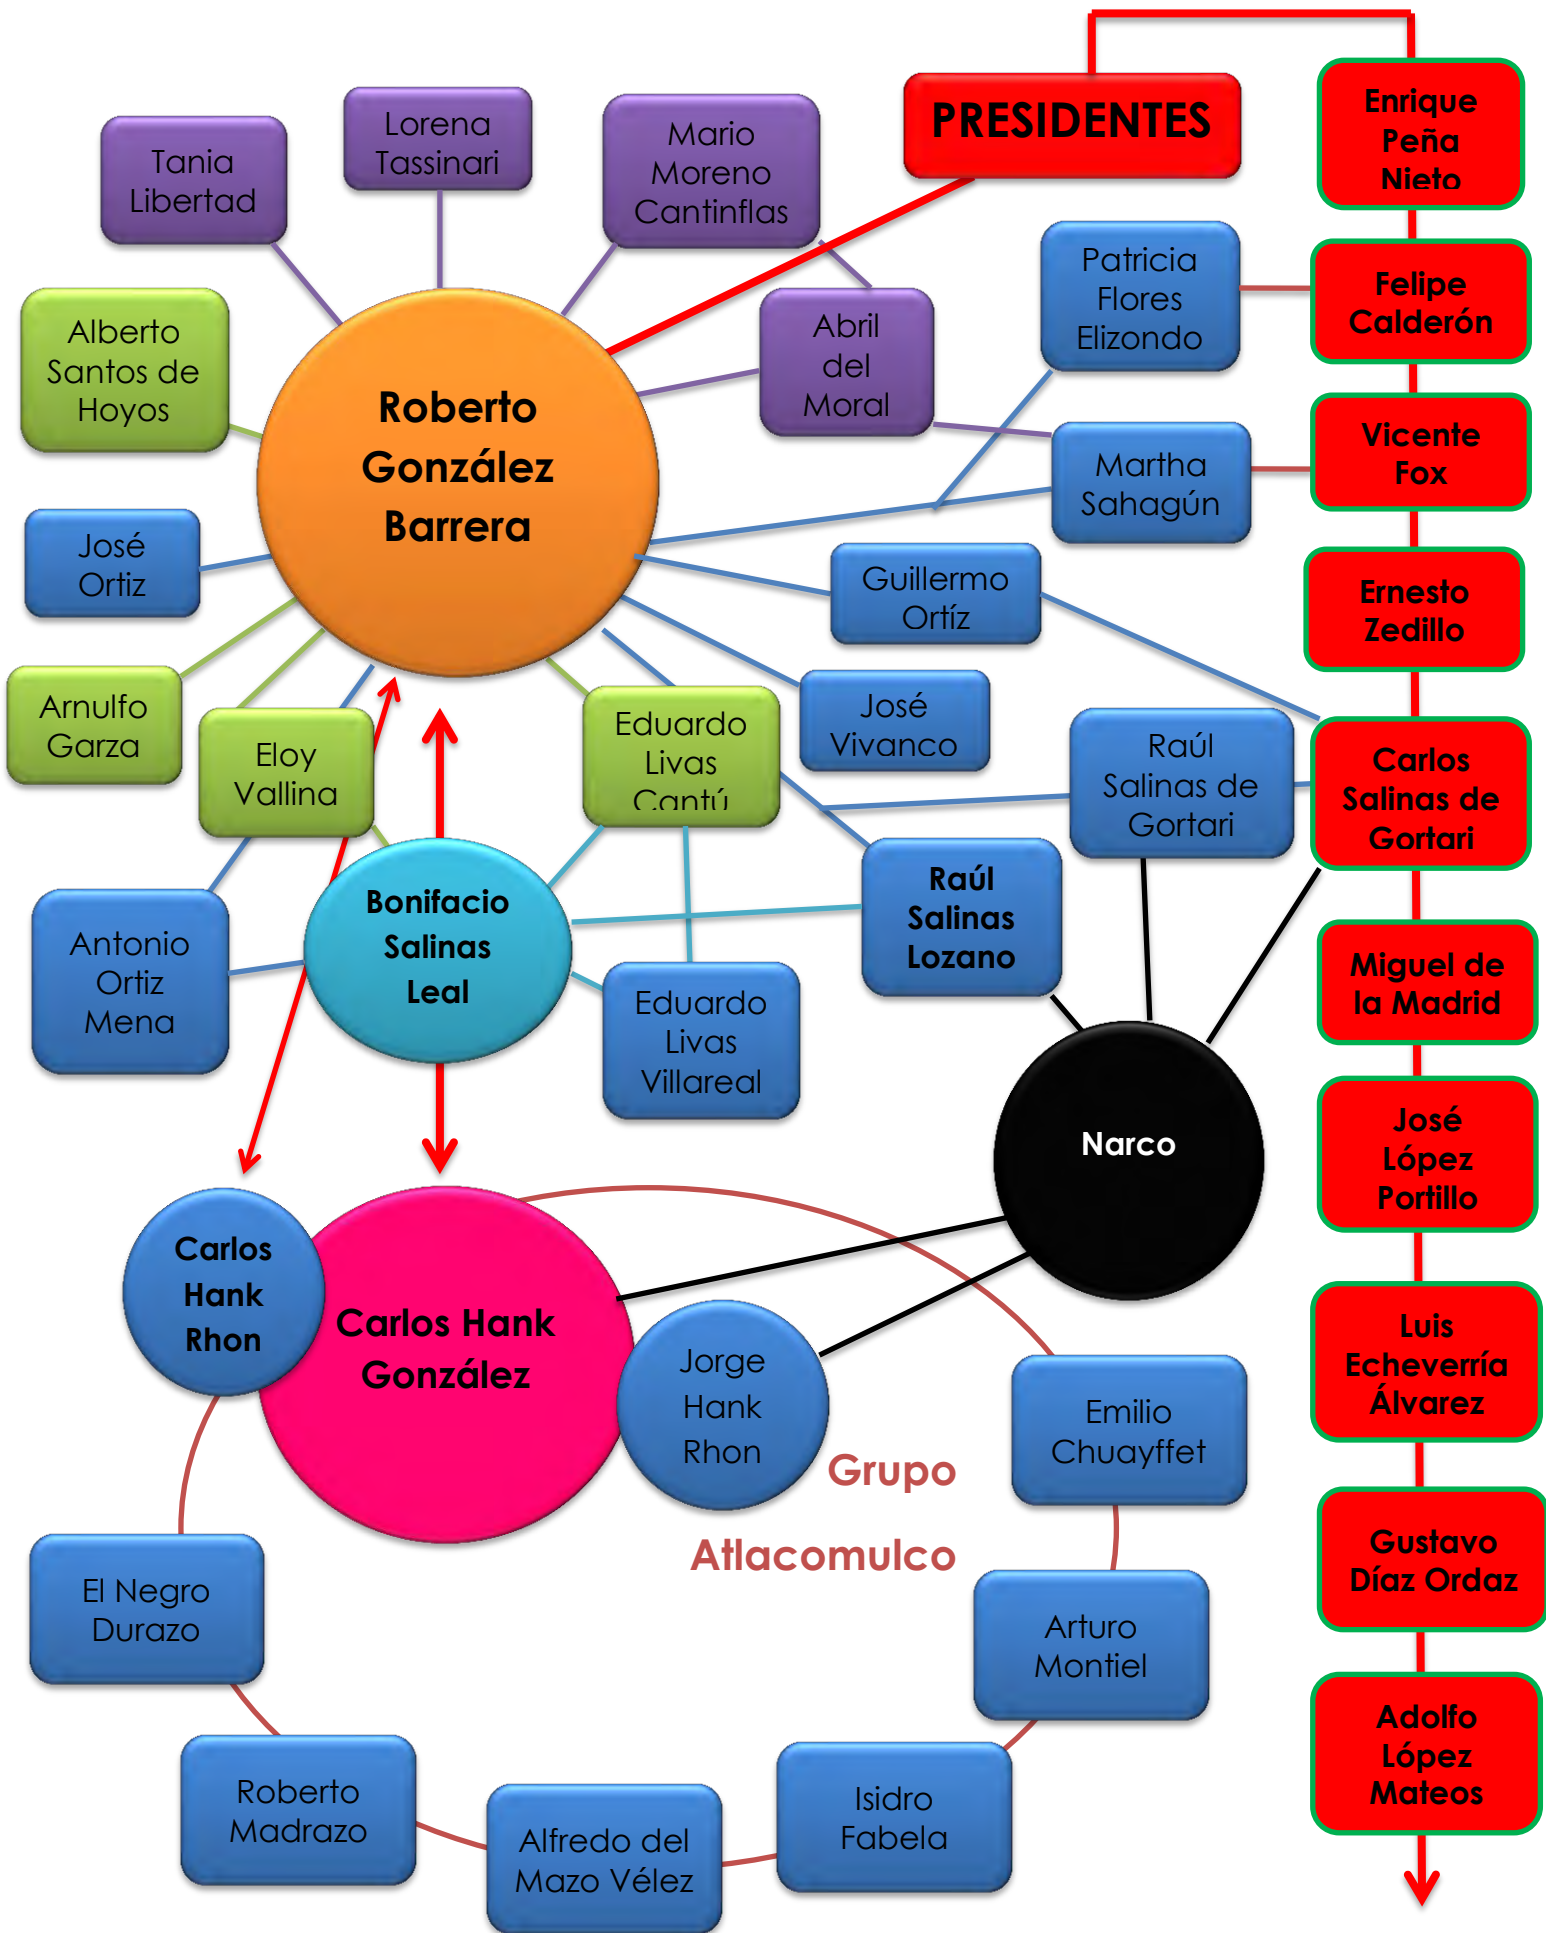 PRESIDENTES
Enrique
Peña
Nieto
Lorena
Tassinari
Mario
Moreno
Cantinflas
Tania
Libertad
Patricia
Flores
Elizondo
Felipe
Calderón
Alberto
Santos de
Hoyos
Abril
del
Moral
Roberto
González
Barrera
Vicente
Fox
Martha
Sahagún
José
Ortiz
Guillermo
Ortíz
Ernesto
Zedillo
Arnulfo
Garza
Eloy
Vallina
Eduardo
Livas
Cantú
José
Vivanco
Raúl
Salinas de
Gortari
Carlos
Salinas de
Gortari
Bonifacio
Salinas
Leal
Raúl
Salinas
Lozano
Antonio
Ortiz
Mena
Eduardo
Livas
Villareal
Miguel de
la Madrid
Narco
José
López
Portillo
Carlos
Hank
Rhon
Carlos Hank
González
Jorge
Hank
Rhon
Luis
Echeverría
Álvarez
Emilio
Chuayffet
Grupo
Atlacomulco
Gustavo
Díaz Ordaz
El Negro
Durazo
Arturo
Montiel
Adolfo
López
Mateos
Roberto
Madrazo
Alfredo del
Mazo Vélez
Isidro
Fabela